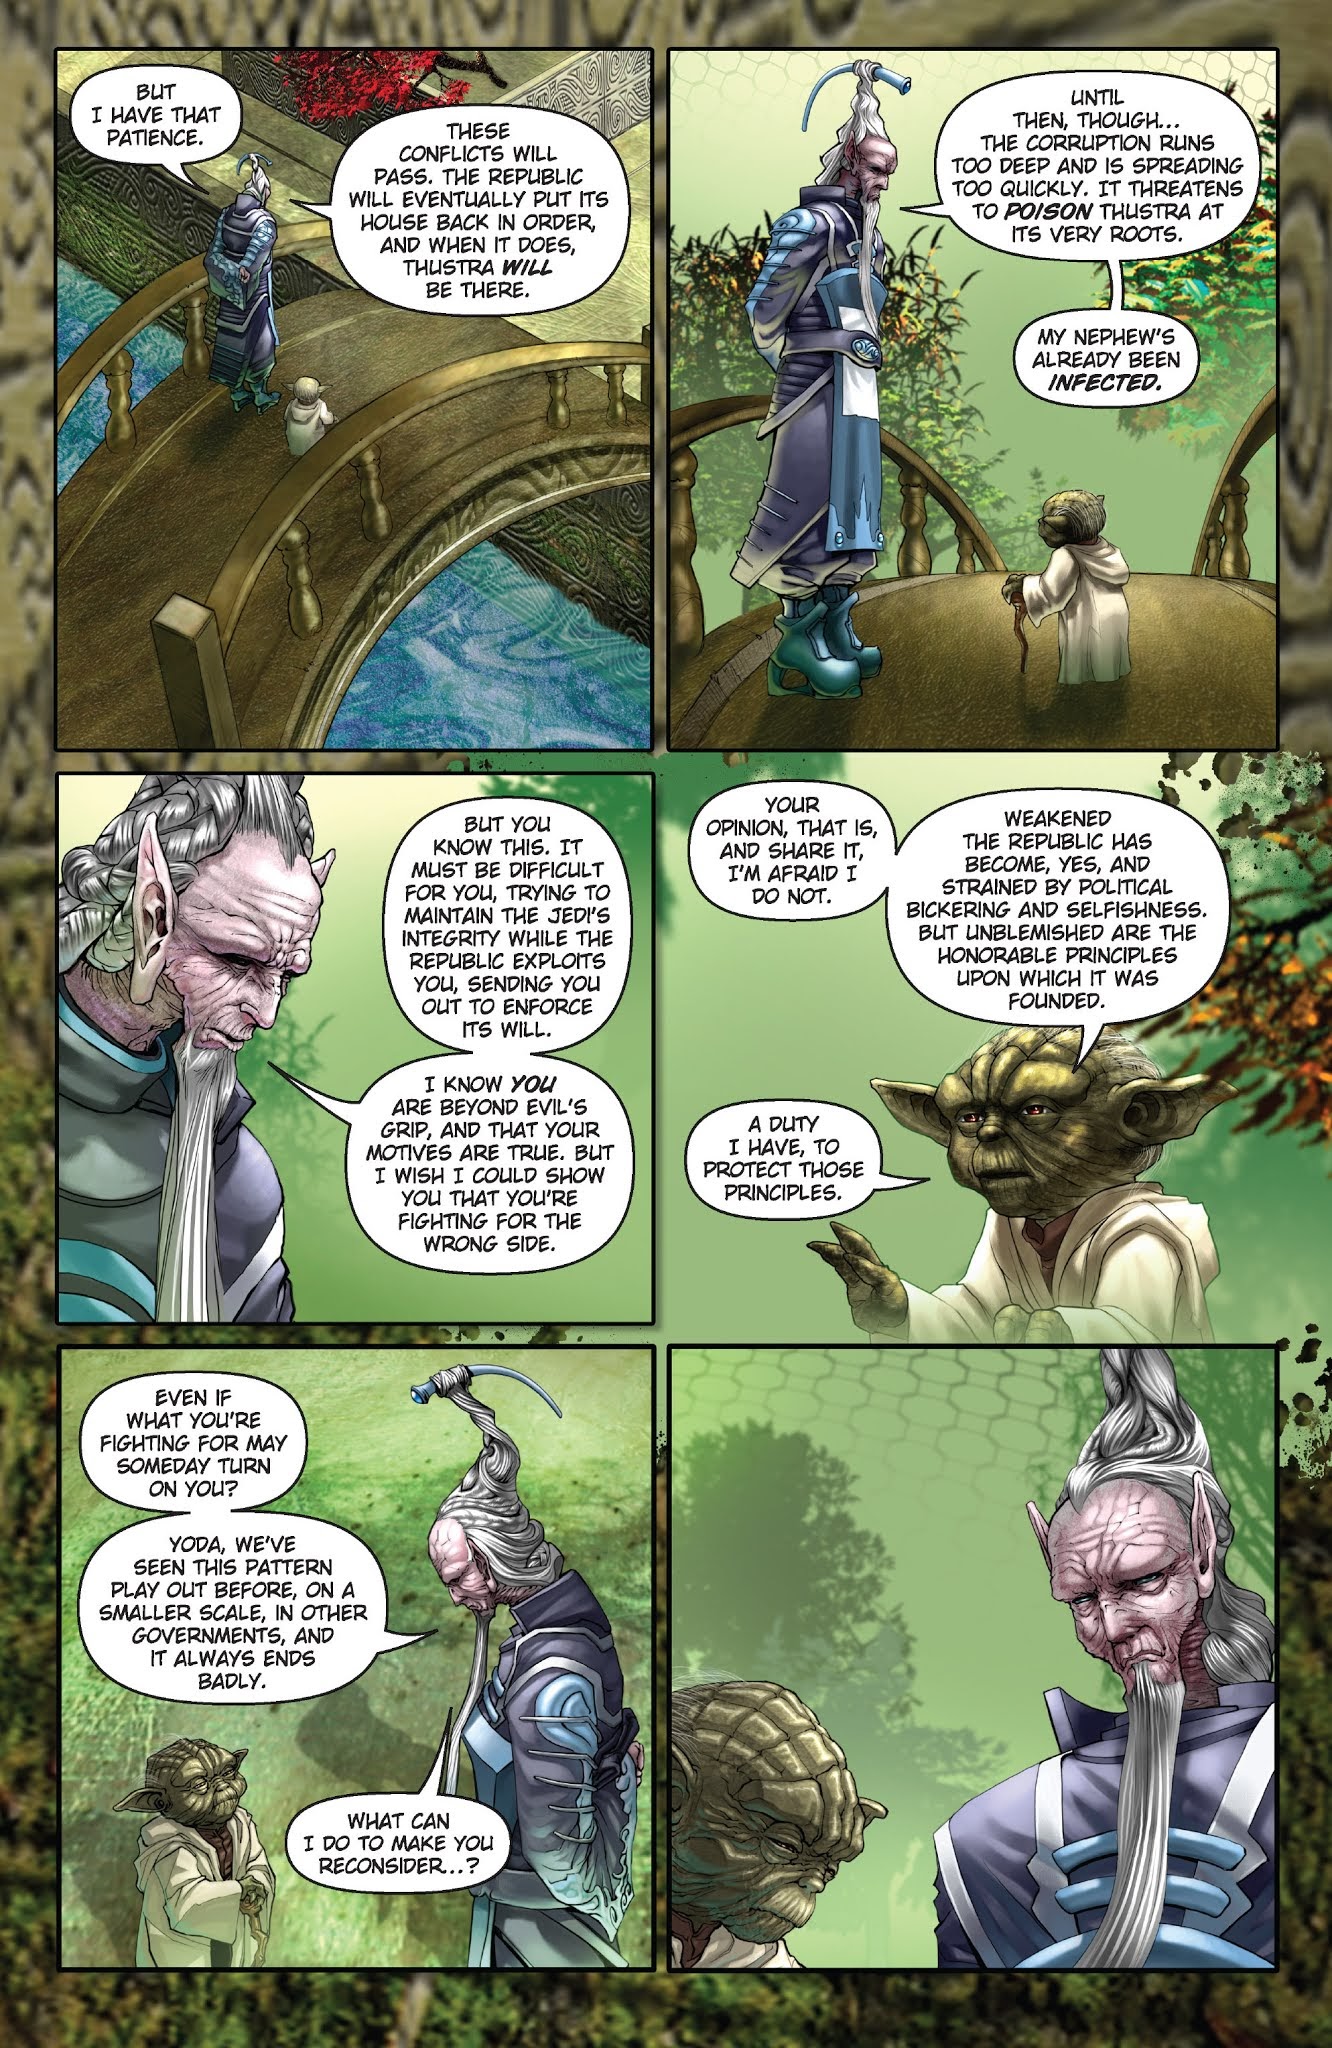 BUT
I HAVE THAT
PATIENCE.
THESE
CONFLICTS WILL
PASS. THE REPUBLIC
WILL EVENTUALLY PUT ITS
HOUSE BACK IN ORDER,
AND WHEN IT DOES,
THUSTRA WILL
BE THERE.
UNTIL
THEN, THOUGH...
THE CORRUPTION RUNS
TOO DEEP AND IS SPREADING
TOO QUICKLY. IT THREATENS
TO POISON THUSTRA AT
ITS VERY ROOTS.
MY NEPHEW'S
ALREADY BEEN
INFECTED.
BUT YOU
KNOW THIS. IT
MUST BE DIFFICULT
FOR YOU, TRYING TO
MAINTAIN THE JEDI'S
INTEGRITY WHILE THE
REPUBLIC EXPLOITS
YOU, SENDING YOU
OUT TO ENFORCE
ITS WILL.
I KNOW YOU
ARE BEYOND EVIL'S
GRIP, AND THAT YOUR
MOTIVES ARE TRUE. BUT
I WISH I COULD SHOW
YOU THAT YOU'RE
FIGHTING FOR THE
WRONG SIDE.
YOUR
OPINION, THAT IS,
AND SHARE IT,
I'M AFRAID I
DO NOT.
WEAKENED
THE REPUBLIC HAS
BECOME, YES, AND
STRAINED BY POLITICAL
BICKERING AND SELFISHNESS.
BUT UNBLEMISHED ARE THE
HONORABLE PRINCIPLES
UPON WHICH IT WAS
FOUNDED.
A DUTY
I HAVE, TO
PROTECT THOSE
PRINCIPLES.
EVEN IF
WHAT YOU'RE
FIGHTING FOR MAY
SOMEDAY TURN
ON YOU?
YODA, WE'VE
SEEN THIS PATTERN
PLAY OUT BEFORE, ON A
SMALLER SCALE, IN OTHER
GOVERNMENTS, AND
IT ALWAYS ENDS
BADLY.
WHAT CAN
I DO TO MAKE YOU
RECONSIDER...?